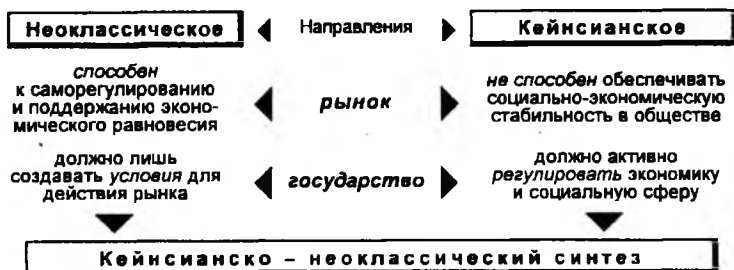 Неоклассическое
Направления
Кейнсианское
способен
к саморегулированию
и поддержанию эконо-
мического равновесия
рынок
не способен обеспечивать
социально-экономическую
стабильность в обществе
должно лишь
создавать условия для
действия рынка
государство
должно активно
регулировать экономику
и социальную сферу
Кейнсианско – неоклассический синтез